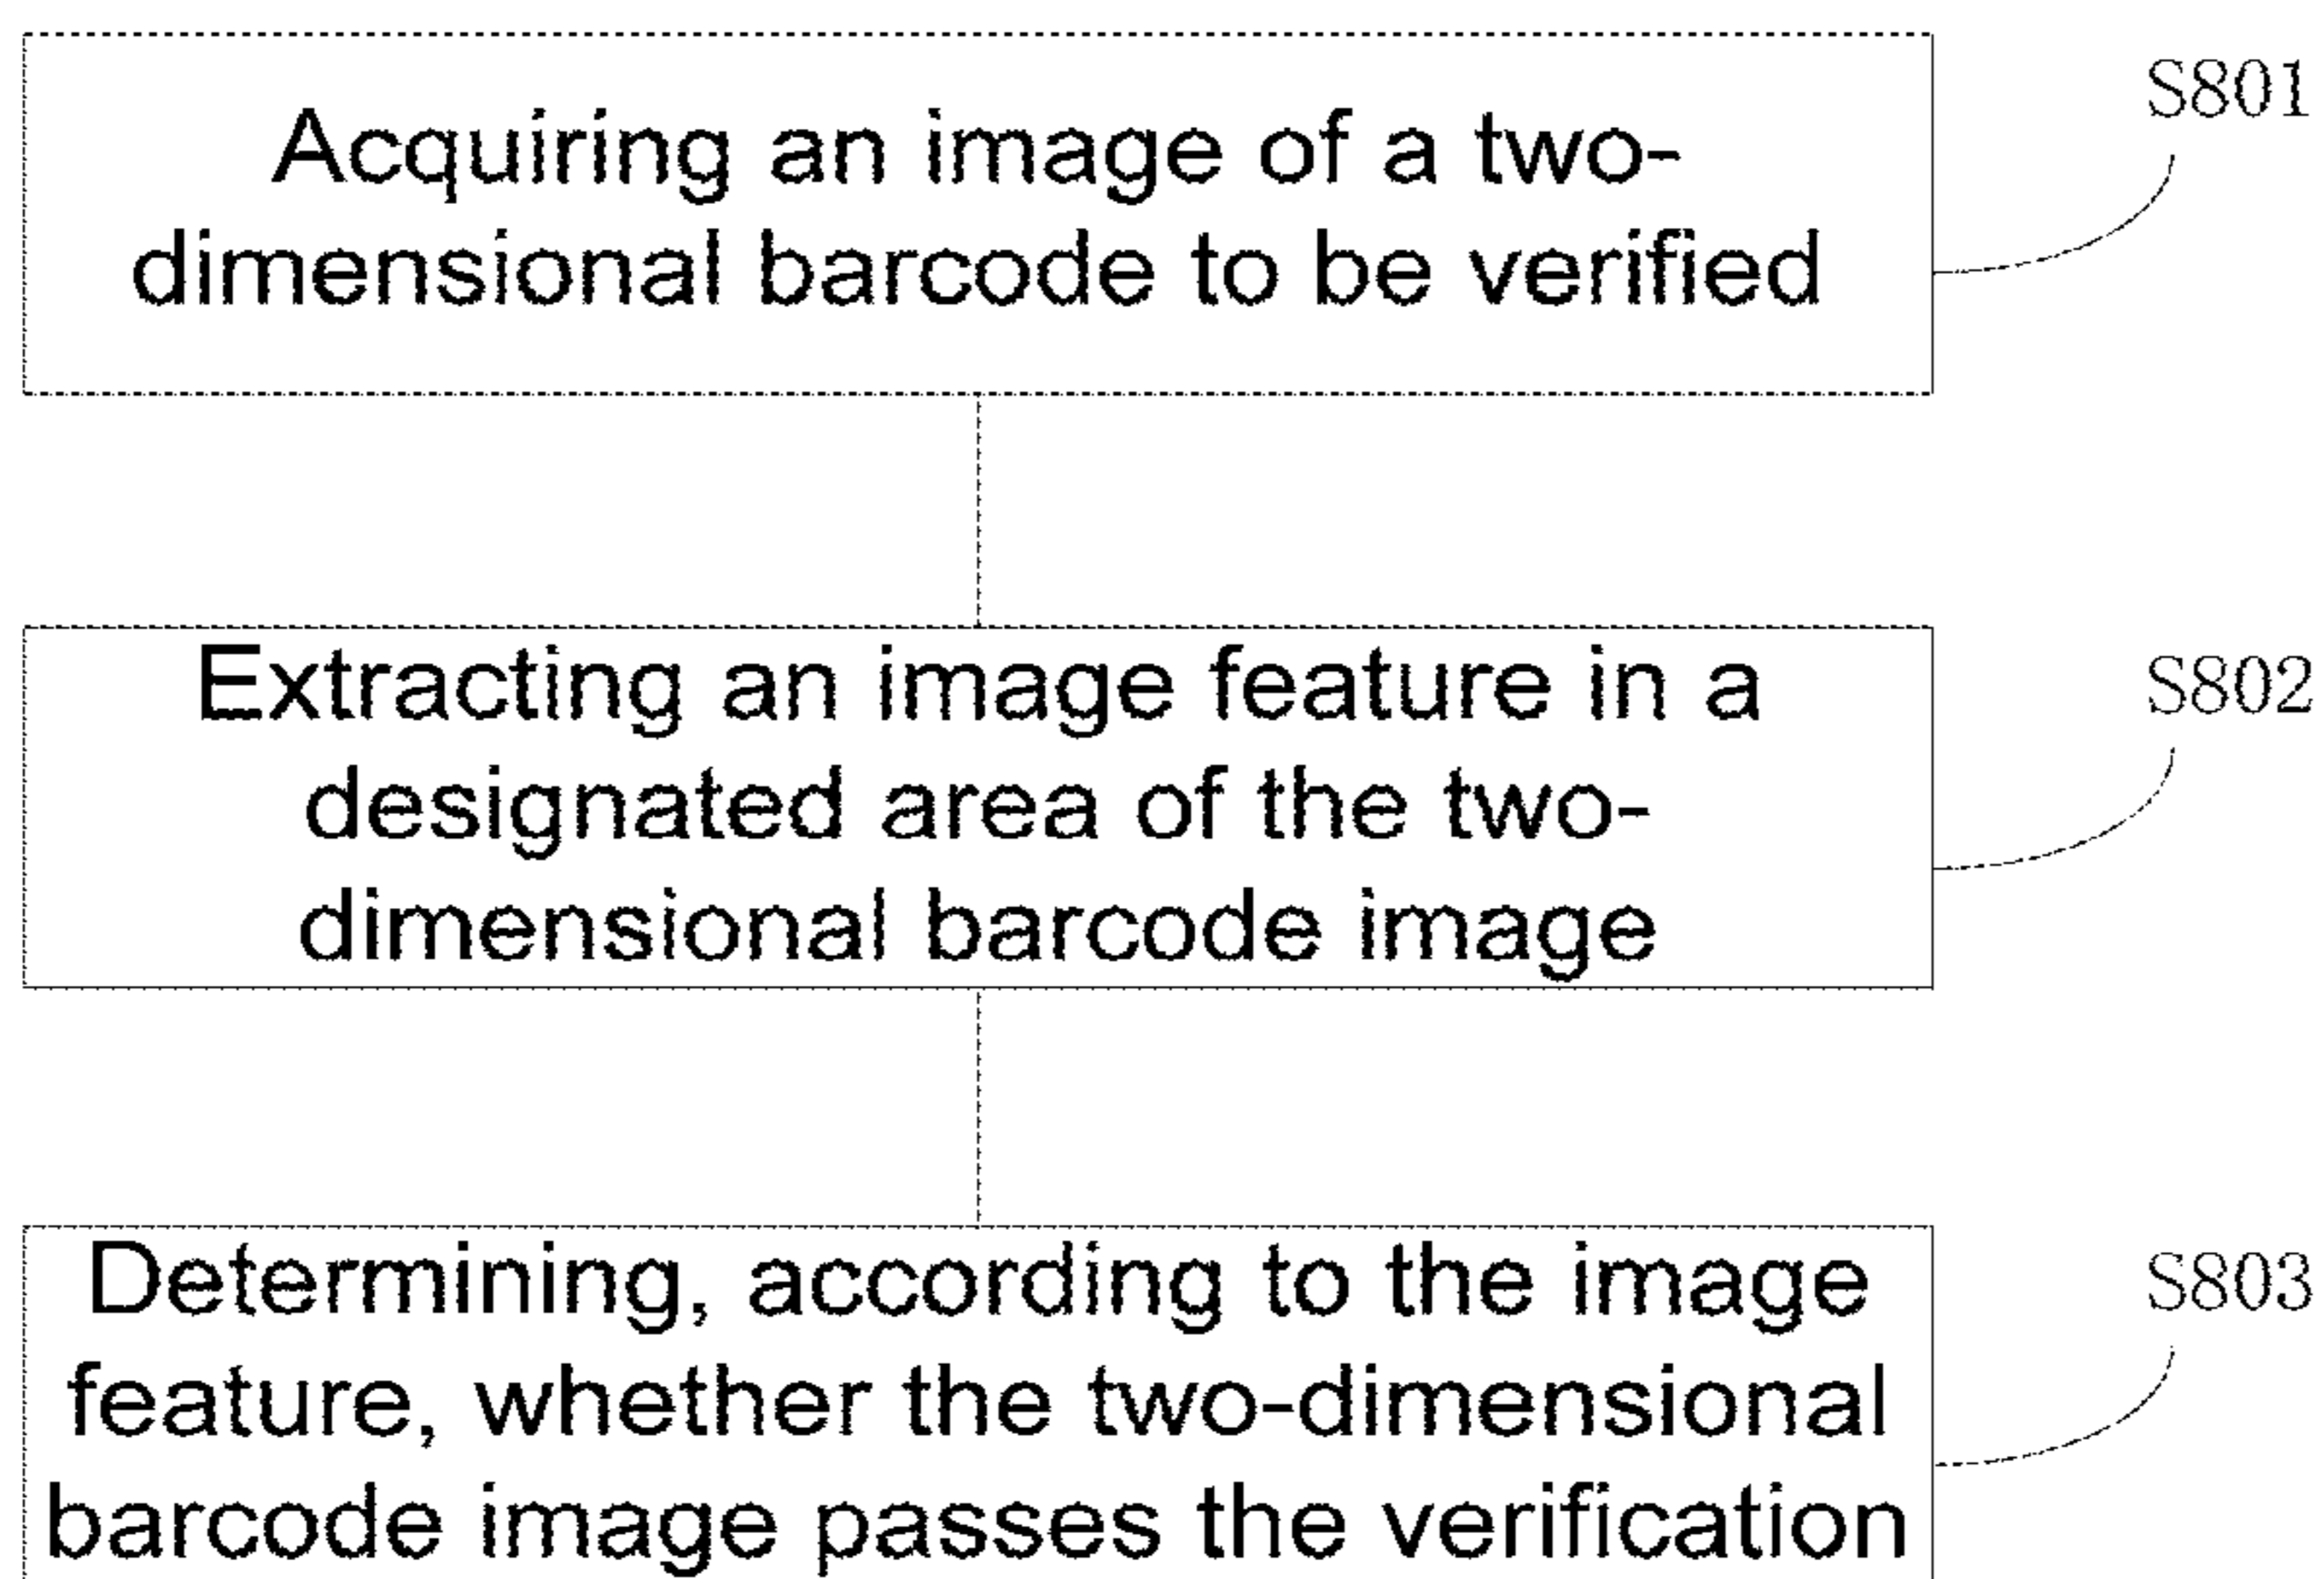 Acquiring an image of a two-
dimensional barcode to be verified
S801
Extracting an image feature in a
designated area of the two-
dimensional barcode image
S802
Determining, according to the image
feature, whether the two-dimensional
barcode image passes the verification
S803